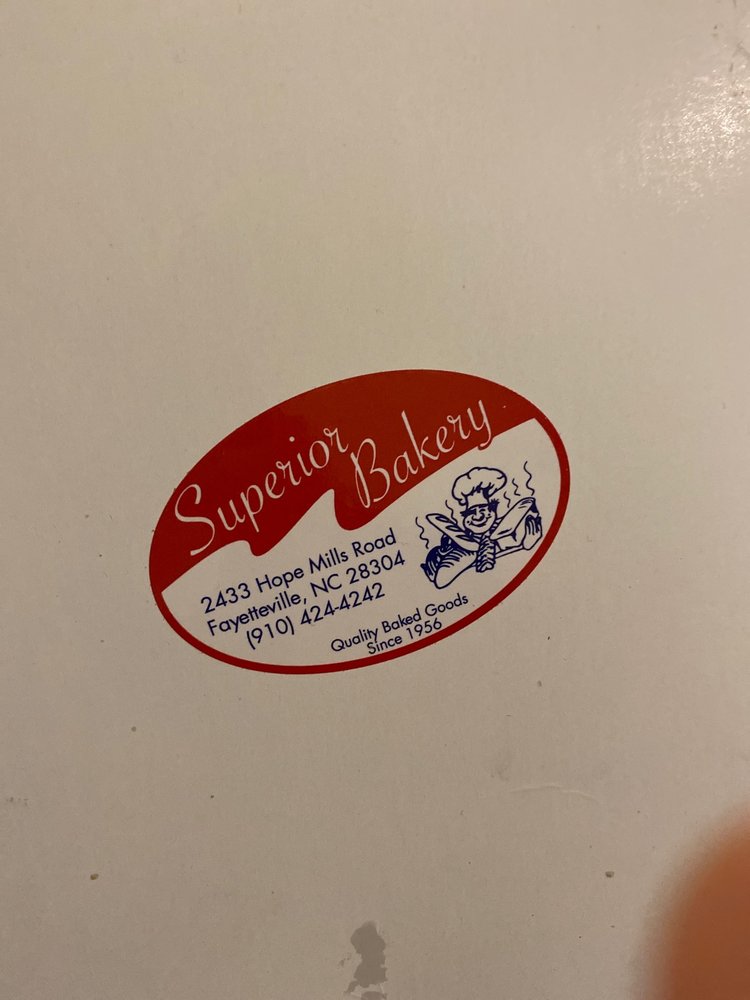 Superior Bakery
2433 Hope Mills Road
Fayetteville, NC 28304
(910) 424-4242
Quality Baked Goods
Since 1956